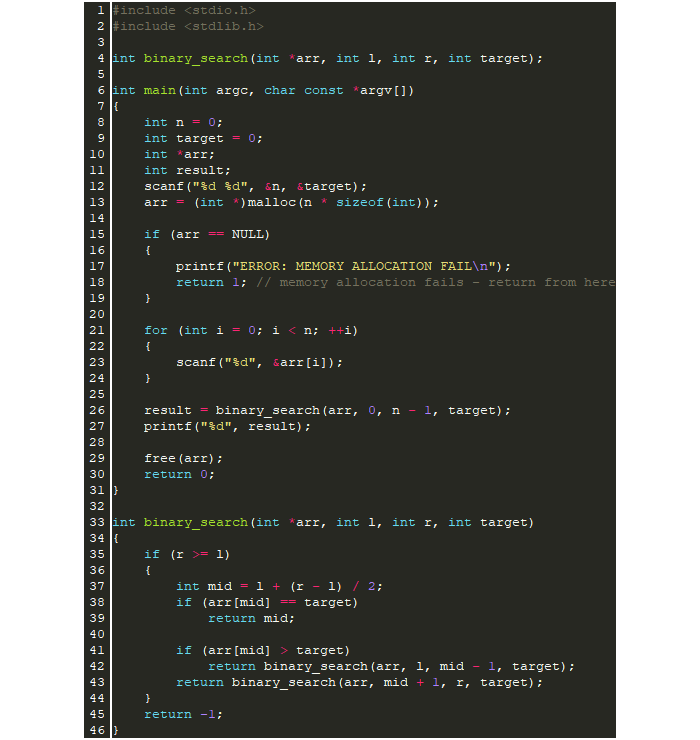 1 #include <stdio.h>
2 #include <stdlib.h>
3
4 int binary_search(int *arr, int l, int r, int target);
5
6 int main(int argc, char const *argv[])
7 {
8     int n = 0;
9     int target = 0;
10     int *arr;
11     int result;
12     scanf("%d %d", &n, &target);
13     arr = (int *)malloc(n * sizeof(int));
14
15     if (arr == NULL)
16     {
17         printf("ERROR: MEMORY ALLOCATION FAIL\n");
18         return 1; // memory allocation fails - return from here
19     }
20
21     for (int i = 0; i < n; ++i)
22     {
23         scanf("%d", &arr[i]);
24     }
25
26     result = binary_search(arr, 0, n - 1, target);
27     printf("%d", result);
28
29     free(arr);
30     return 0;
31 }
32
33 int binary_search(int *arr, int l, int r, int target)
34 {
35     if (r >= l)
36     {
37         int mid = l + (r - l) / 2;
38         if (arr[mid] == target)
39             return mid;
40
41         if (arr[mid] > target)
42             return binary_search(arr, l, mid - 1, target);
43         return binary_search(arr, mid + 1, r, target);
44     }
45     return -1;
46 }